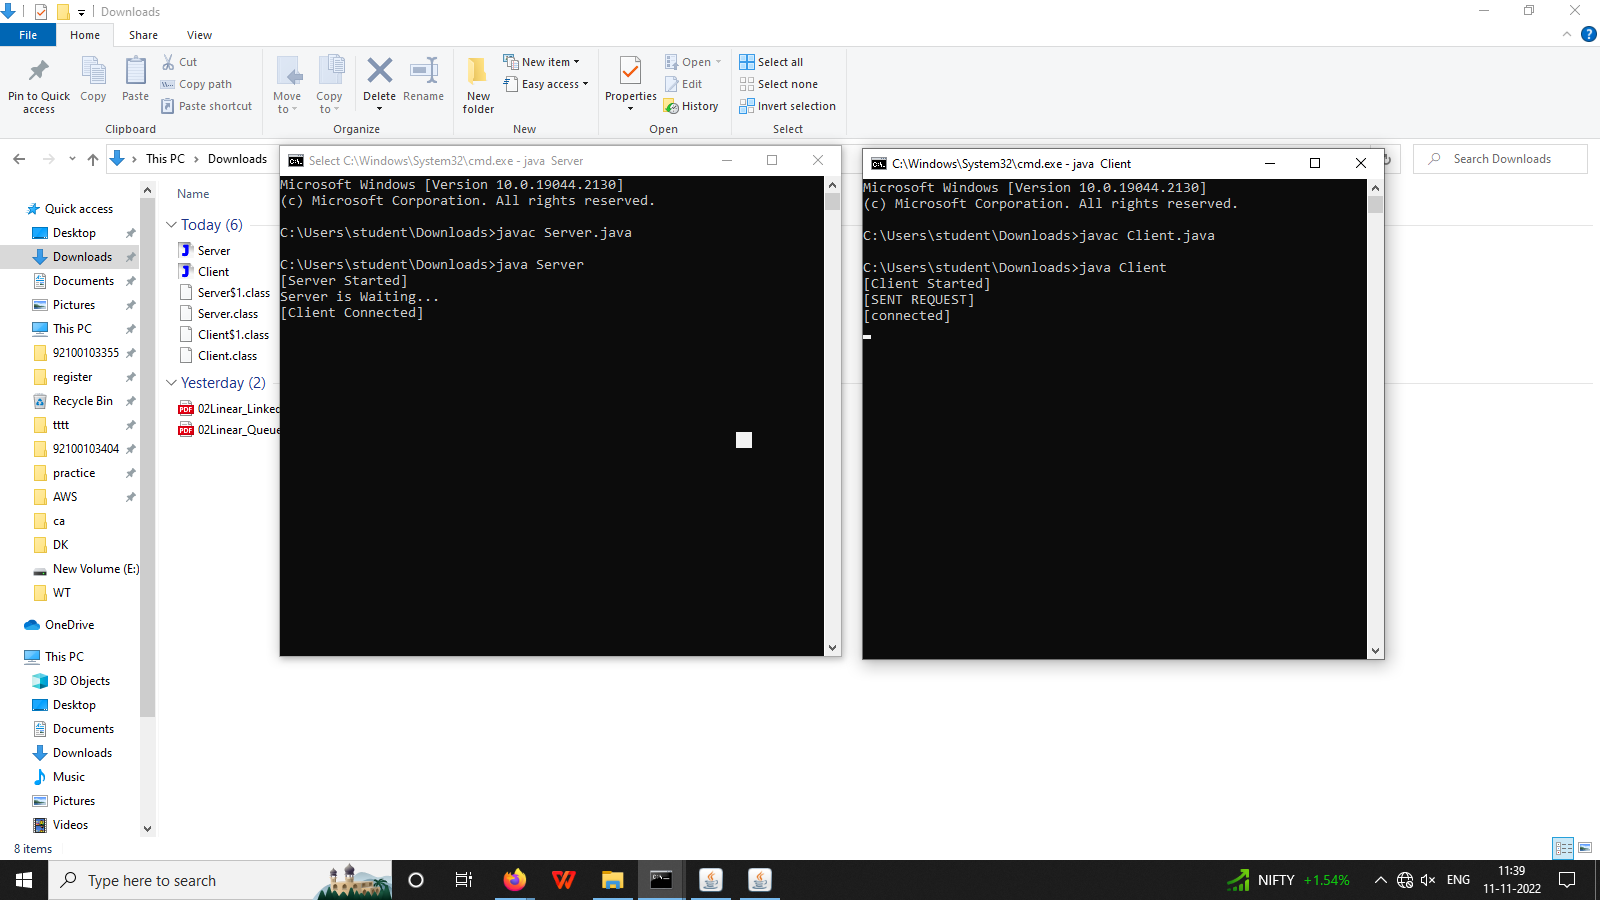 Downloads
File
Home
Share
View
Pin to Quick access
Copy
Paste
Cut
Copy path
Paste shortcut
Clipboard
Move to
Copy to
Delete
Rename
Organize
New folder
New item
Easy access
New
Properties
Open
Edit
History
Open
Select all
Select none
Invert selection
Select
This PC
Downloads
Search Downloads
Quick access
Desktop
Downloads
Documents
Pictures
This PC
92100103355
register
Recycle Bin
tttt
92100103404
practice
AWS
ca
DK
New Volume (E:)
WT
OneDrive
This PC
3D Objects
Desktop
Documents
Downloads
Music
Pictures
Videos
8 items
Name
Today (6)
Server
Client
Server$1.class
Server.class
Client$1.class
Client.class
Yesterday (2)
02Linear_Linked
02Linear_Queue
Select C:\Windows\System32\cmd.exe - java  Server
Microsoft Windows [Version 10.0.19044.2130]
(c) Microsoft Corporation. All rights reserved.
C:\Users\student\Downloads>javac Server.java
C:\Users\student\Downloads>java Server
[Server Started]
Server is Waiting...
[Client Connected]
C:\Windows\System32\cmd.exe - java  Client
Microsoft Windows [Version 10.0.19044.2130]
(c) Microsoft Corporation. All rights reserved.
C:\Users\student\Downloads>javac Client.java
C:\Users\student\Downloads>java Client
[Client Started]
[SENT REQUEST]
[connected]
Type here to search
NIFTY +1.54%
ENG
11:39
11-11-2022